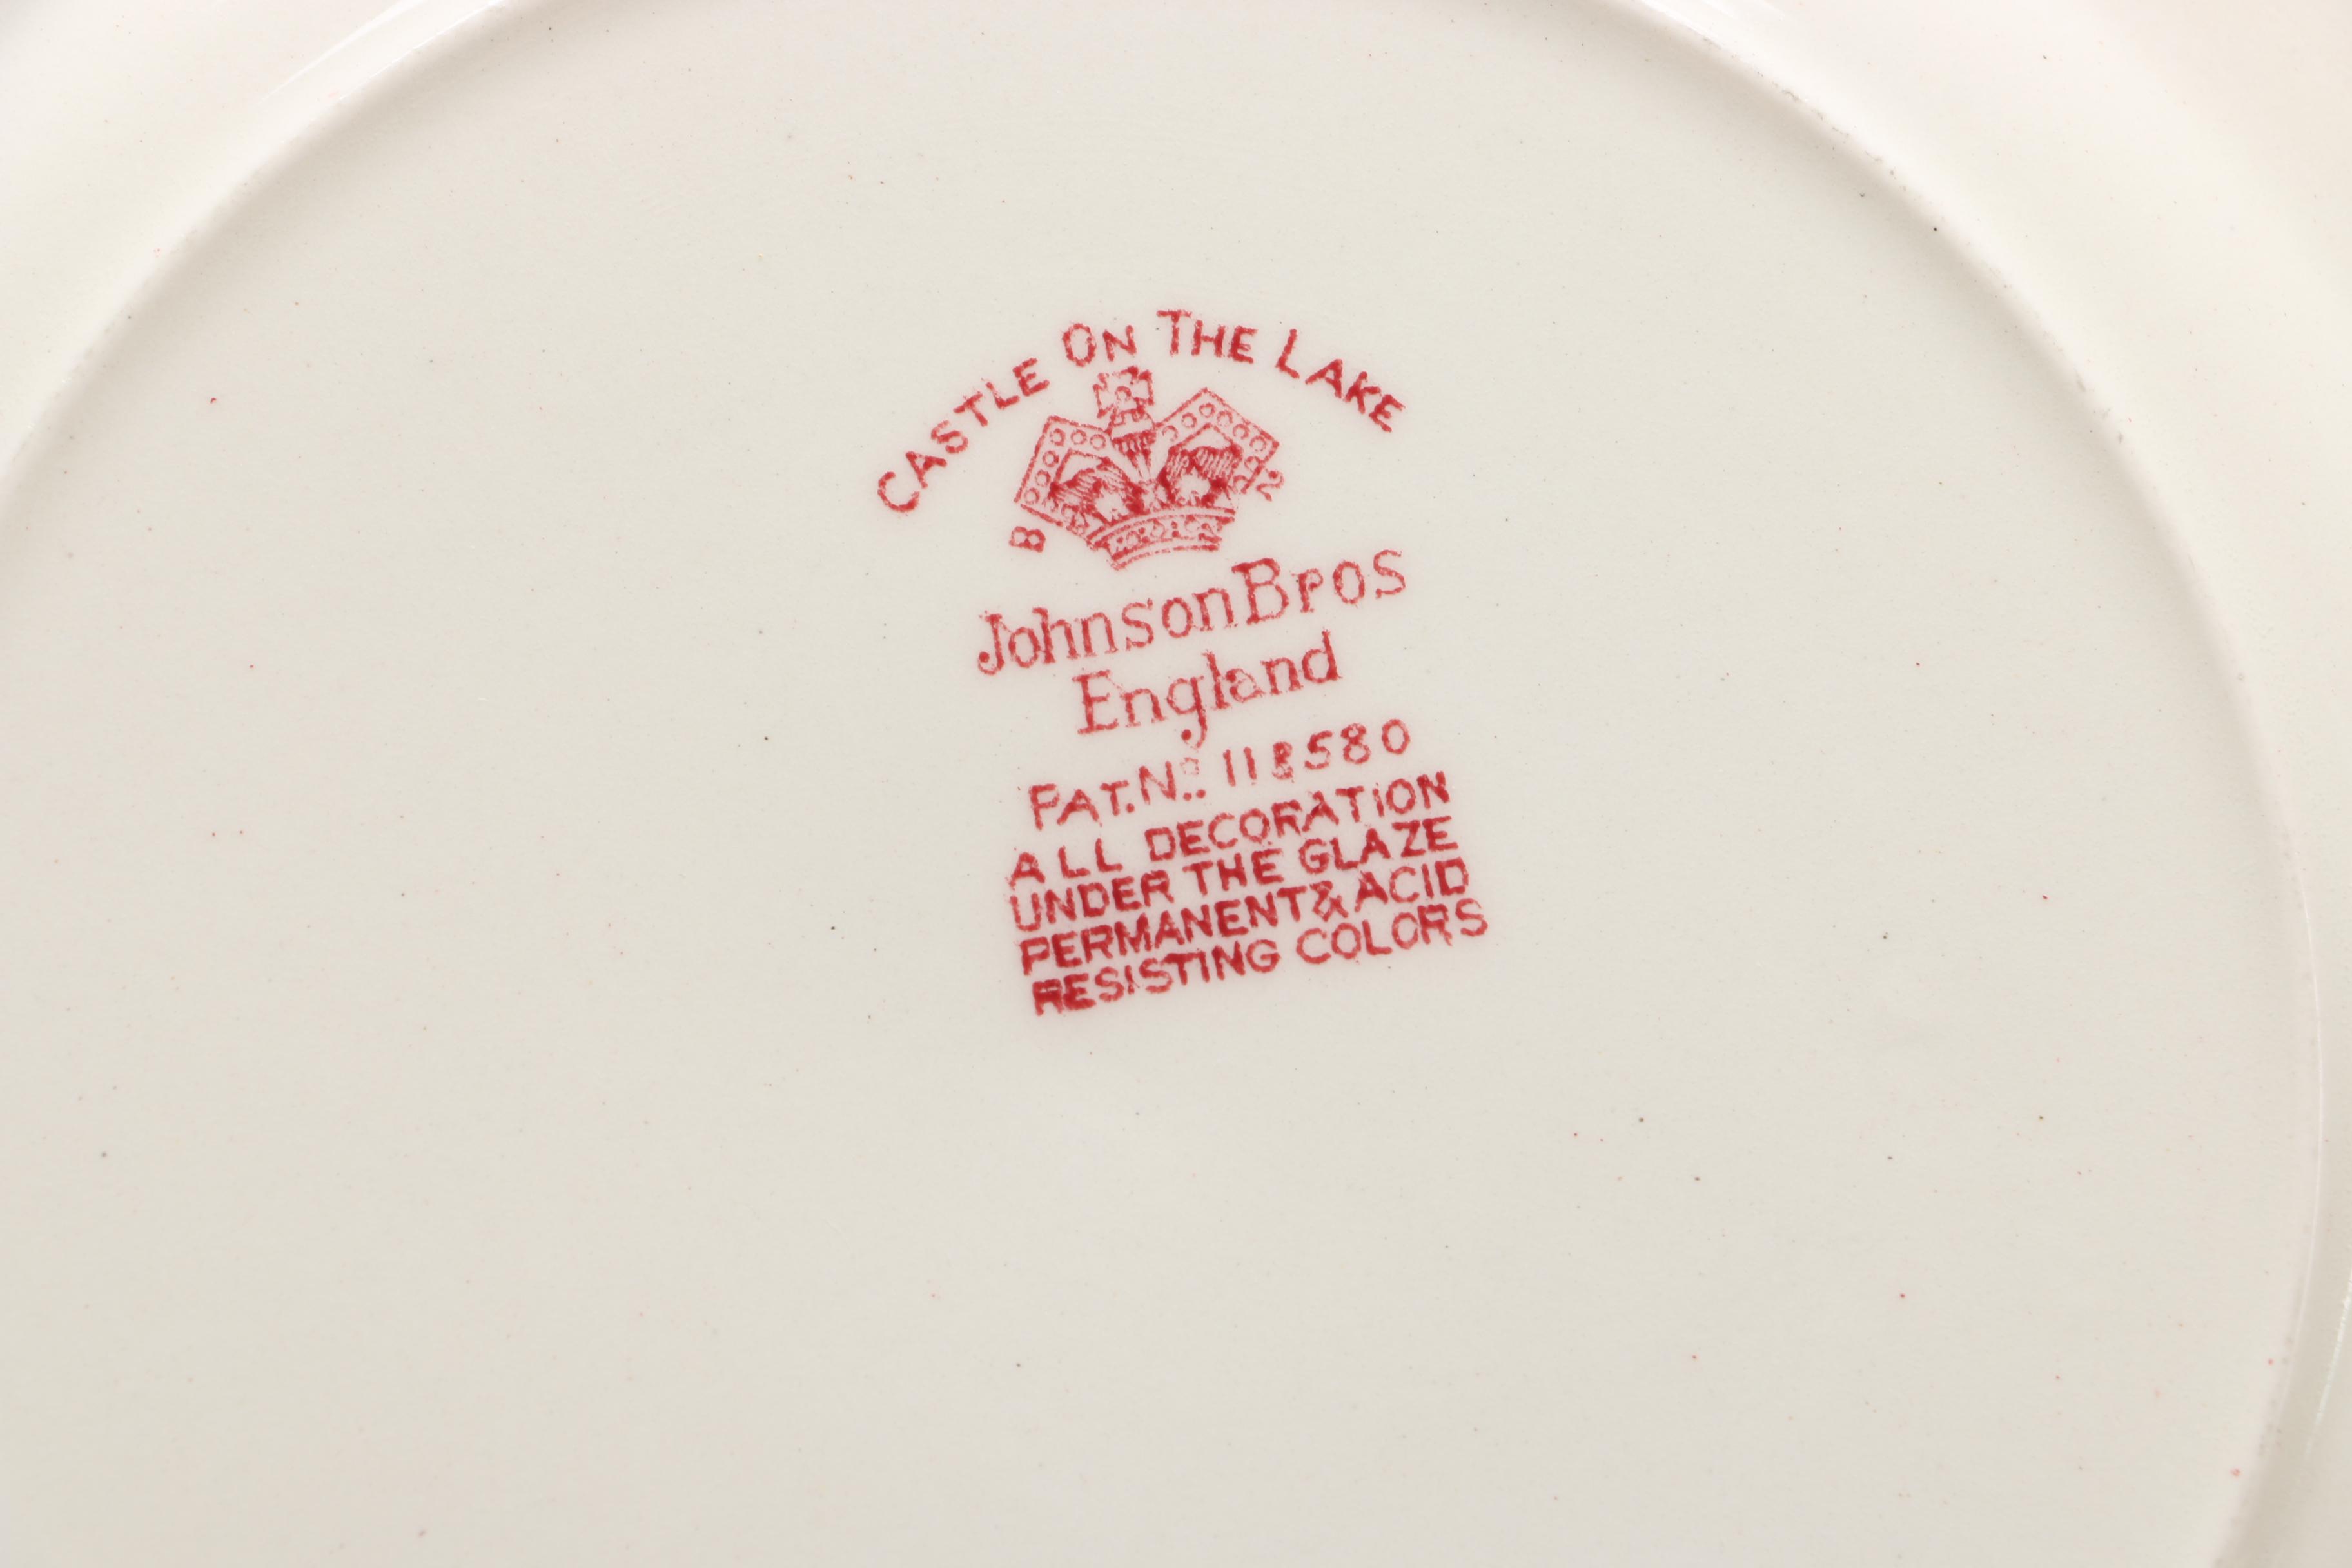 CASTLE ON THE LAKE
B 2
Johnson Bros
England
PAT. No. 118580
ALL DECORATION
UNDER THE GLAZE
PERMANENT & ACID
RESISTING COLORS